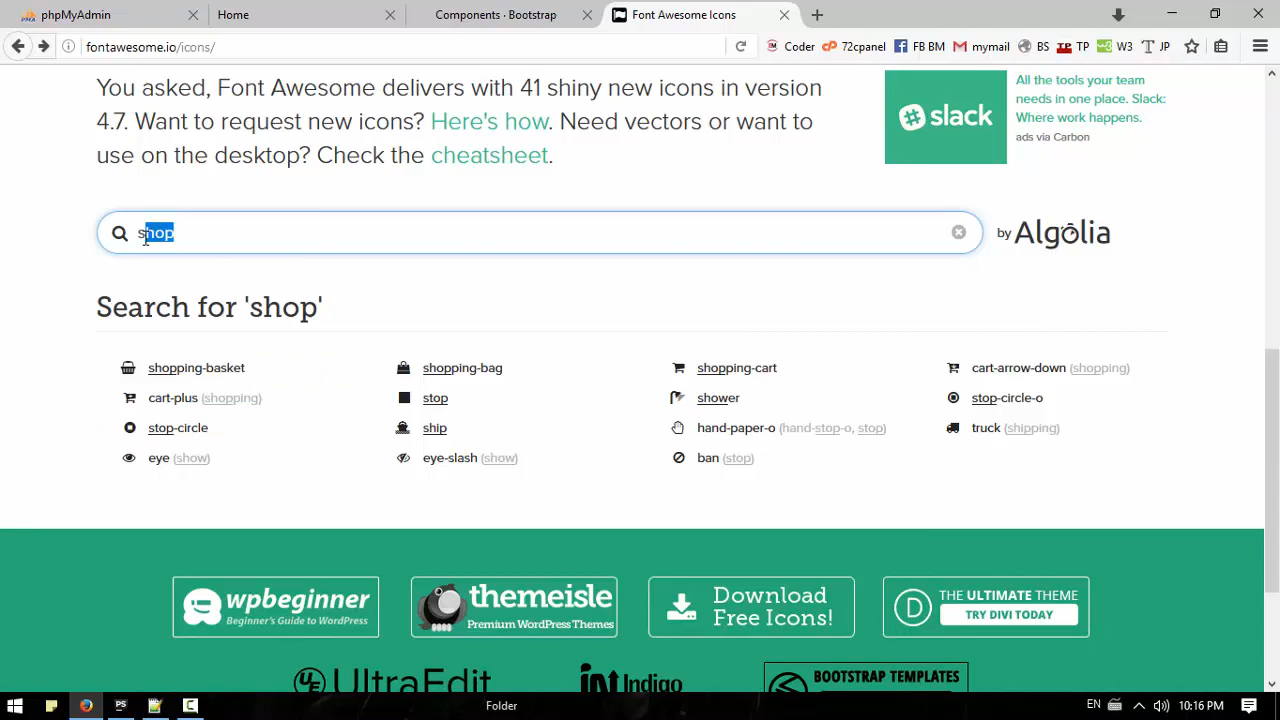 phpMyAdmin
Home
Components · Bootstrap
Font Awesome Icons
fontawesome.io/icons/
Coder
72cpanel
FB BM
mymail
BS
TP
W3
JP
You asked, Font Awesome delivers with 41 shiny new icons in version
4.7. Want to request new icons? Here's how. Need vectors or want to
use on the desktop? Check the cheatsheet.
slack
All the tools your team
needs in one place. Slack:
Where work happens.
ads via Carbon
shop
by Algolia
Search for 'shop'
shopping-basket
shopping-bag
shopping-cart
cart-arrow-down (shopping)
cart-plus (shopping)
stop
shower
stop-circle-o
stop-circle
ship
hand-paper-o (hand-stop-o, stop)
truck (shipping)
eye (show)
eye-slash (show)
ban (stop)
wpbeginner
Beginner's Guide to WordPress
themeisle
Premium WordPress Themes
Download
Free Icons!
THE ULTIMATE THEME
TRY DIVI TODAY
UltraEdit
Indigo
BOOTSTRAP TEMPLATES
Folder
EN
10:16 PM